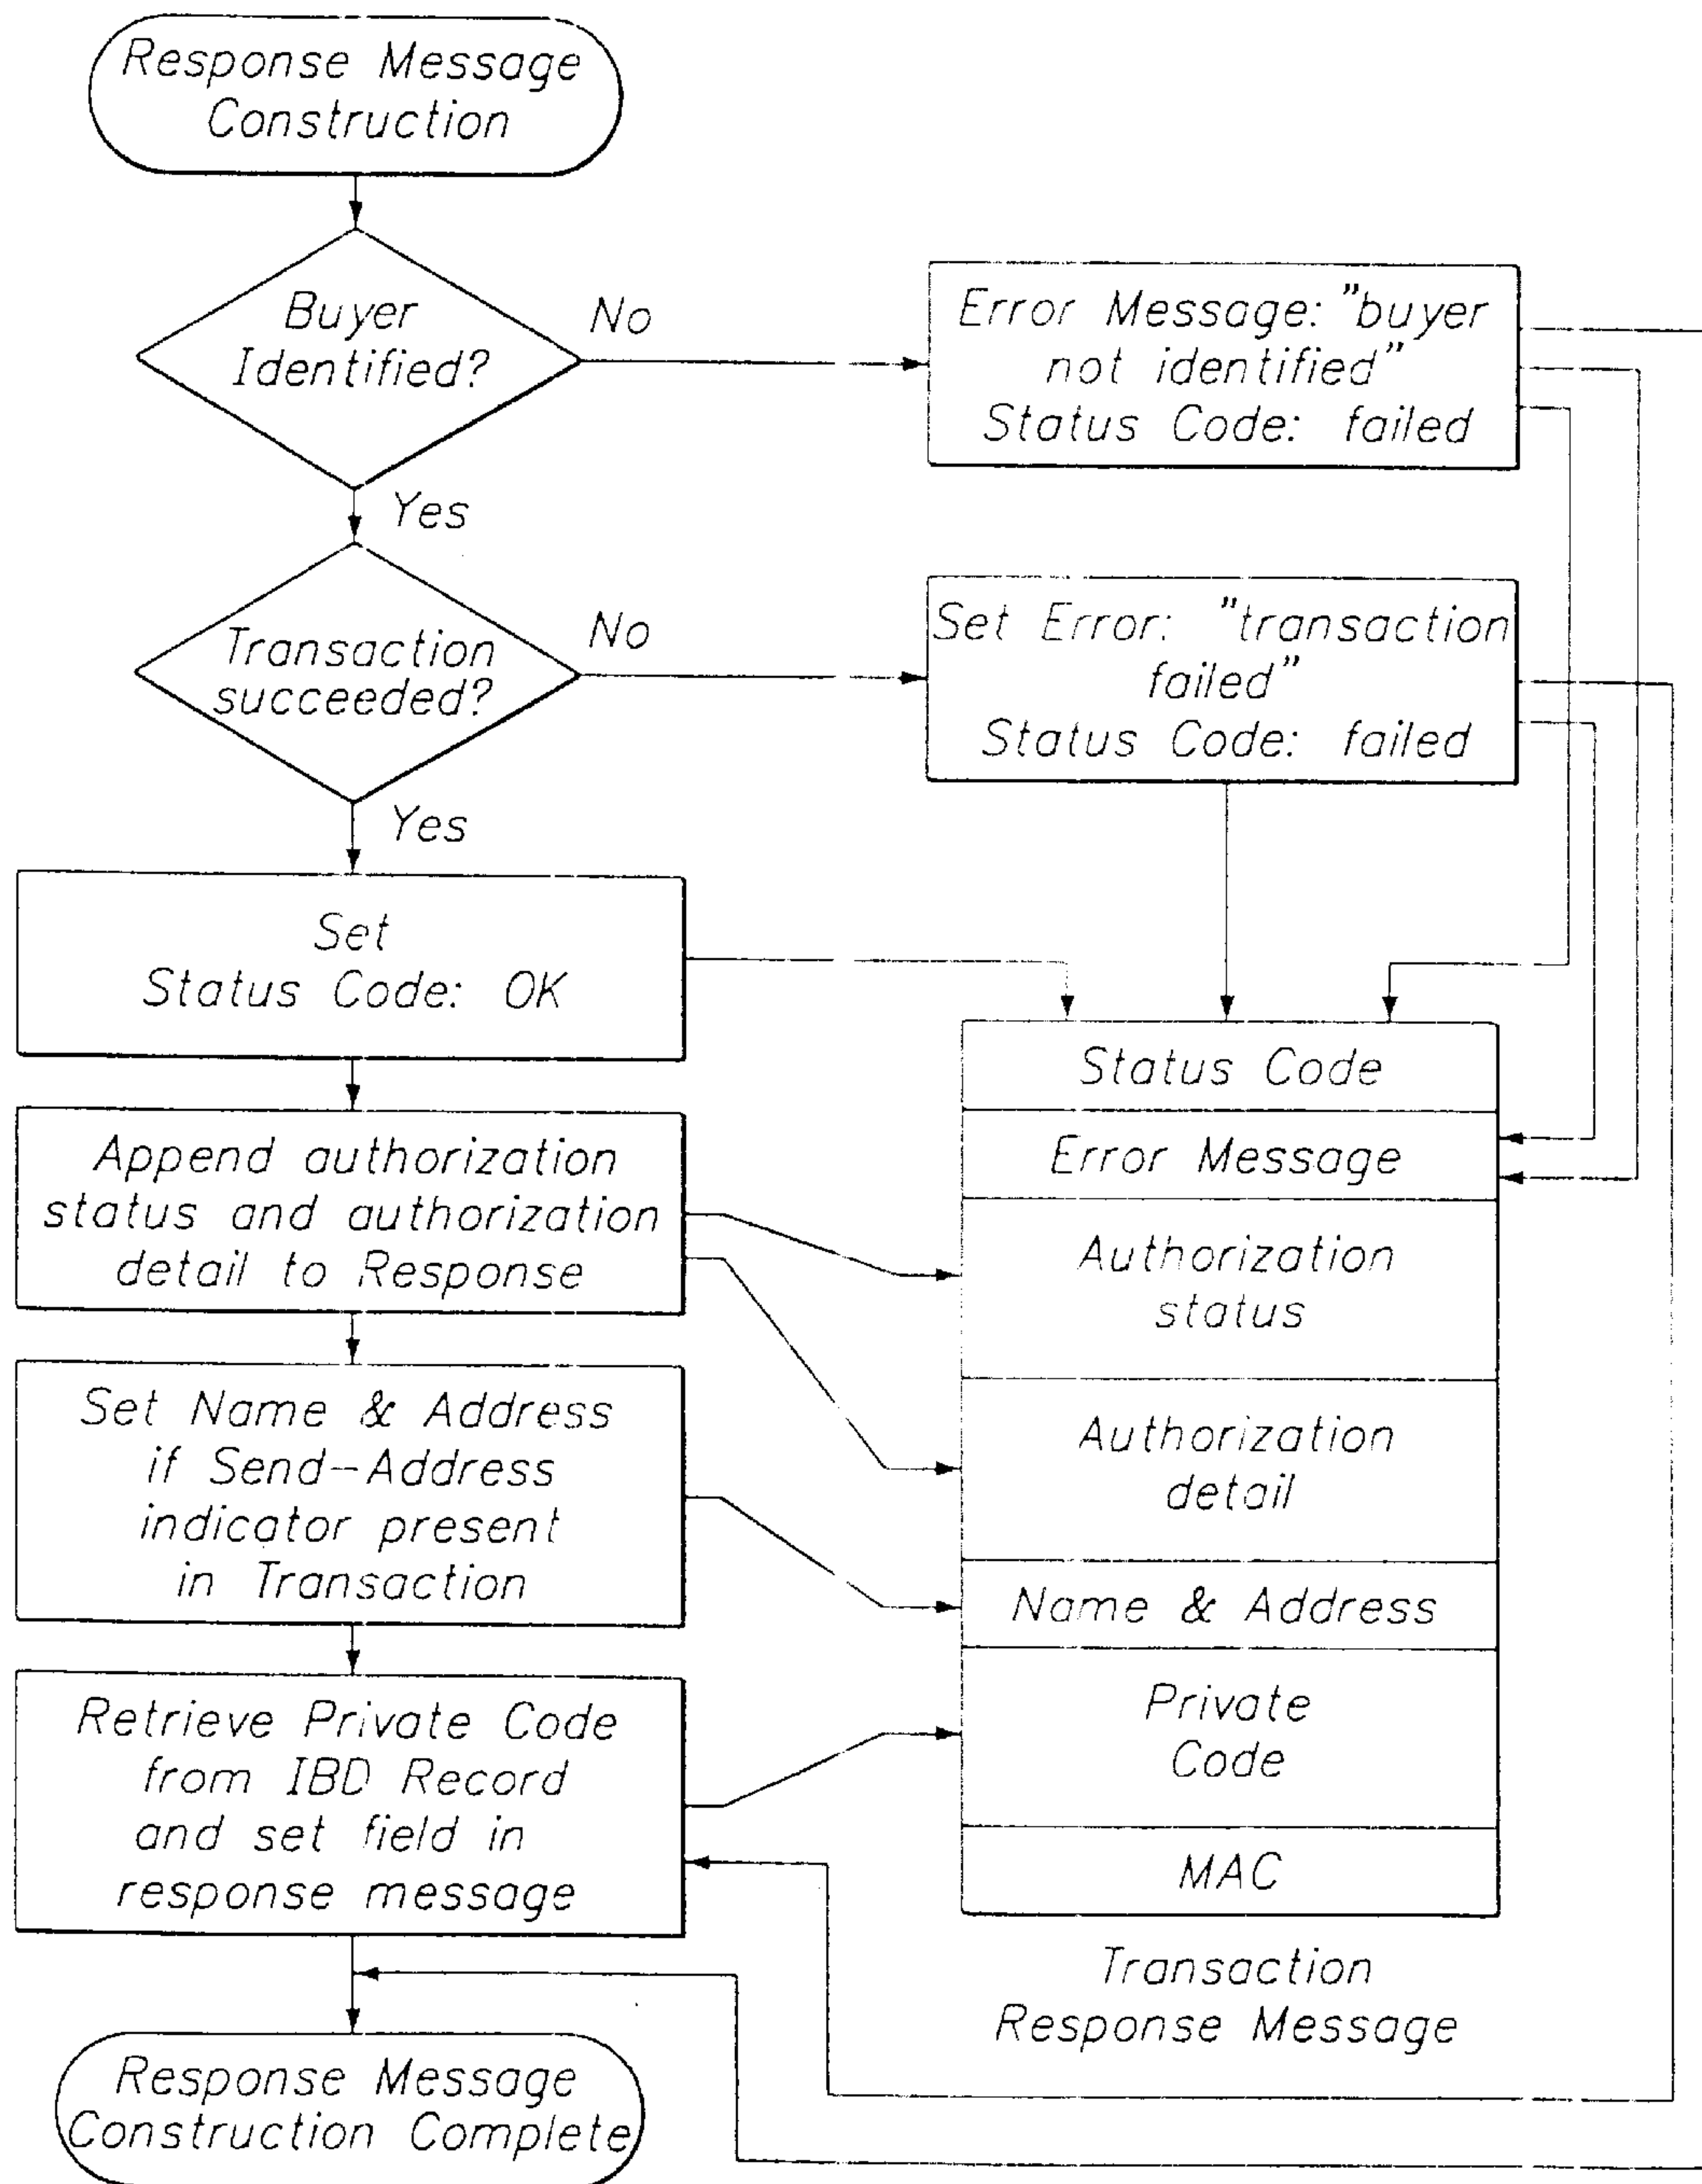 Response Message
Construction
Buyer
Identified?
No
Error Message: "buyer
not identified"
Status Code: failed
Yes
Transaction
succeeded?
No
Set Error: "transaction
failed"
Status Code: failed
Yes
Set
Status Code: OK
Append authorization
status and authorization
detail to Response
Set Name & Address
if Send-Address
indicator present
in Transaction
Retrieve Private Code
from IBD Record
and set field in
response message
Response Message
Construction Complete
Status Code
Error Message
Authorization
status
Authorization
detail
Name & Address
Private
Code
MAC
Transaction
Response Message